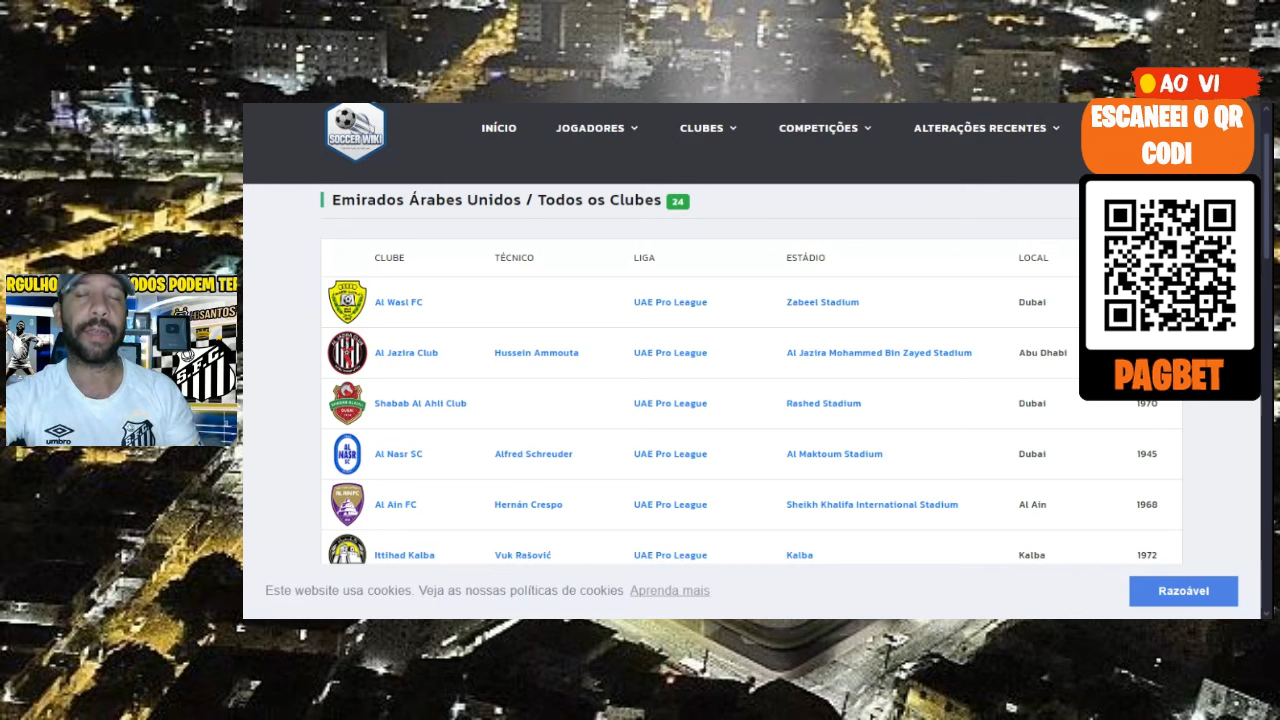 AO VI
ESCANEEI O QR
CODI
SOCCER WIKI
INÍCIO JOGADORES CLUBES COMPETIÇÕES ALTERAÇÕES RECENTES
Emirados Árabes Unidos / Todos os Clubes 24
CLUBE TÉCNICO LIGA ESTÁDIO LOCAL
Al Wasl FC UAE Pro League Zabeel Stadium Dubai
Al Jazira Club Hussein Ammouta UAE Pro League Al Jazira Mohammed Bin Zayed Stadium Abu Dhabi
PAGBET
Shabab Al Ahli Club UAE Pro League Rashed Stadium Dubai 1970
AL NASR SC
Al Nasr SC Alfred Schreuder UAE Pro League Al Maktoum Stadium Dubai 1945
Al Ain FC Hernán Crespo UAE Pro League Sheikh Khalifa International Stadium Al Ain 1968
Ittihad Kalba Vuk Rašović UAE Pro League Kalba Kalba 1972
Este website usa cookies. Veja as nossas políticas de cookies Aprenda mais
Razoável
RGULHO ODOS PODEM TER
SANTOS
umbro